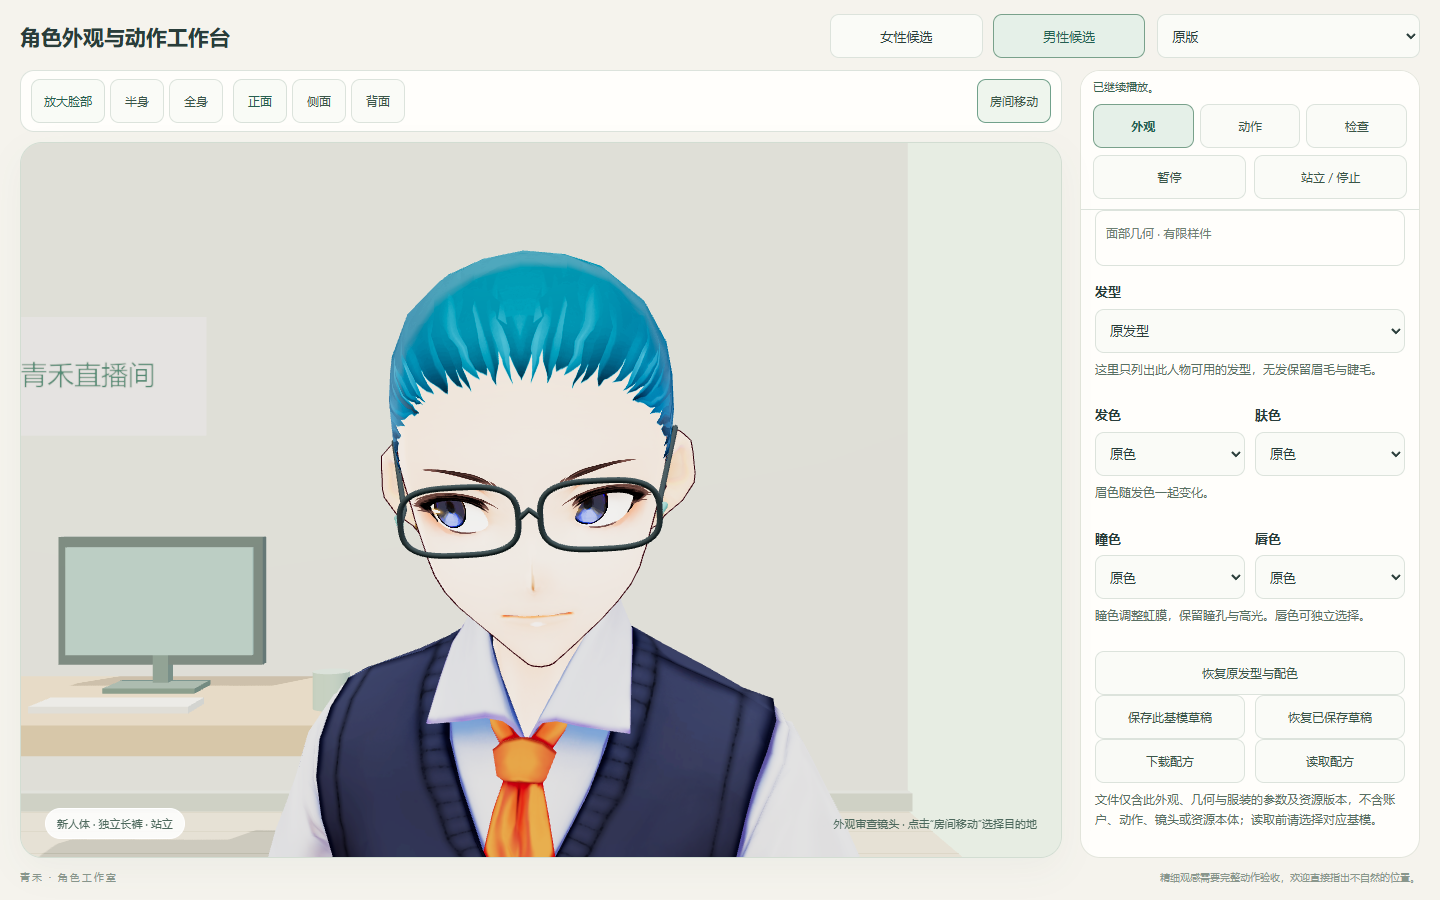 角色外观与动作工作台
女性候选
男性候选
原版
放大脸部
半身
全身
正面
侧面
背面
房间移动
青禾直播间
新人体 · 独立长裤 · 站立
外观审查镜头 · 点击“房间移动”选择目的地
已继续播放。
外观
动作
检查
暂停
站立 / 停止
面部几何 · 有限样件
发型
原发型
这里只列出此人物可用的发型，无发保留眉毛与睫毛。
发色
肤色
原色
原色
眉色随发色一起变化。
瞳色
唇色
原色
原色
瞳色调整虹膜，保留瞳孔与高光。唇色可独立选择。
恢复原发型与配色
保存此基模草稿
恢复已保存草稿
下载配方
读取配方
文件仅含此外观、几何与服装的参数及资源版本，不含账
户、动作、镜头或资源本体；读取前请选择对应基模。
青禾 · 角色工作室
精细观感需要完整动作验收，欢迎直接指出不自然的位置。